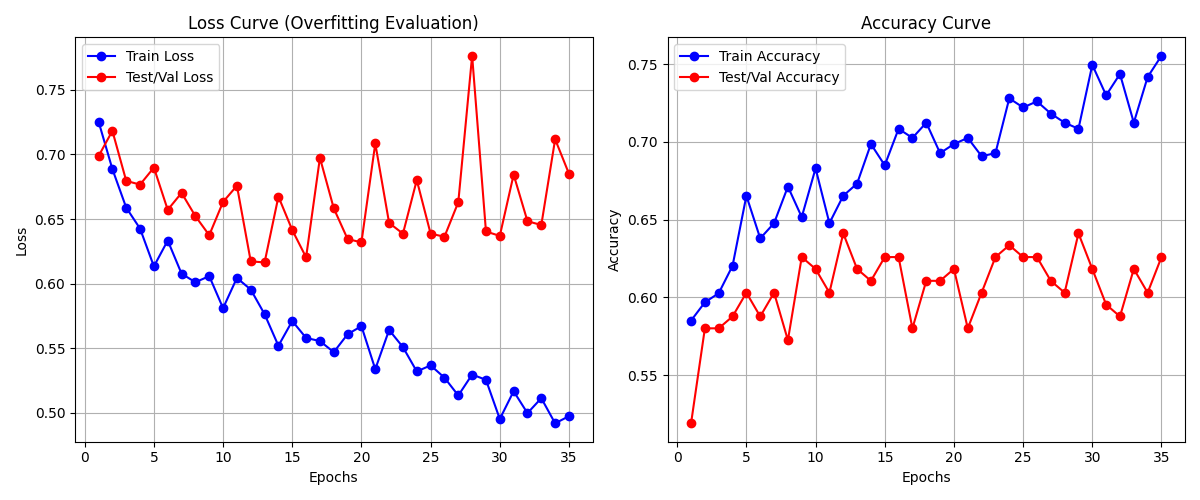 Loss Curve (Overfitting Evaluation)
Train Loss
Test/Val Loss
0.75
0.70
0.65
0.60
0.55
0.50
Loss
0 5 10 15 20 25 30 35
Epochs
Accuracy Curve
Train Accuracy
Test/Val Accuracy
0.75
0.70
0.65
0.60
0.55
Accuracy
0 5 10 15 20 25 30 35
Epochs